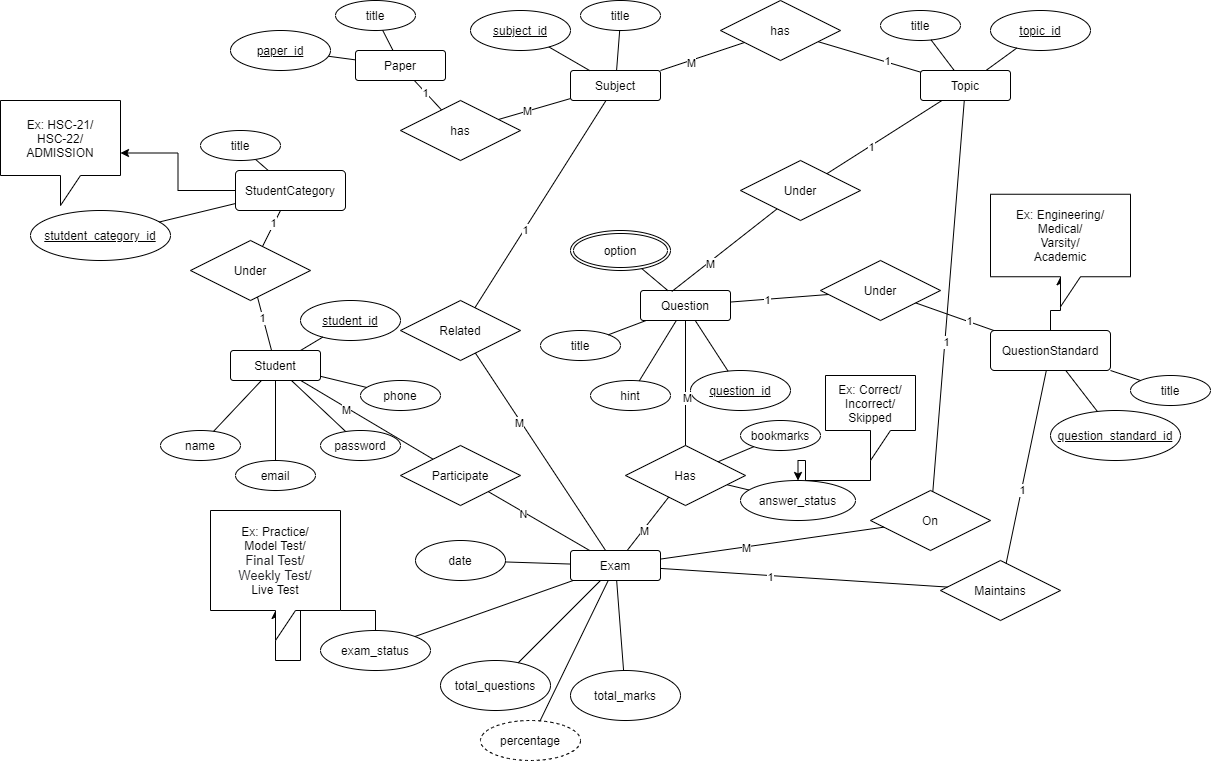 title
subject_id
title
has
title
topic_id
paper_id
Paper
1
M
Subject
M
1
Topic
has
M
Ex: HSC-21/
HSC-22/
ADMISSION
title
StudentCategory
stutdent_category_id
1
Under
1
Under
M
1
1
Ex: Engineering/
Medical/
Varsity/
Academic
option
Question
1
Under
1
QuestionStandard
title
question_standard_id
title
hint
question_id
M
student_id
Student
phone
name
email
password
M
Related
M
1
Ex: Correct/
Incorrect/
Skipped
bookmarks
Has
answer_status
Participate
N
M
On
M
1
1
Maintains
Ex: Practice/
Model Test/
Final Test/
Weekly Test/
Live Test
date
Exam
exam_status
total_questions
total_marks
percentage